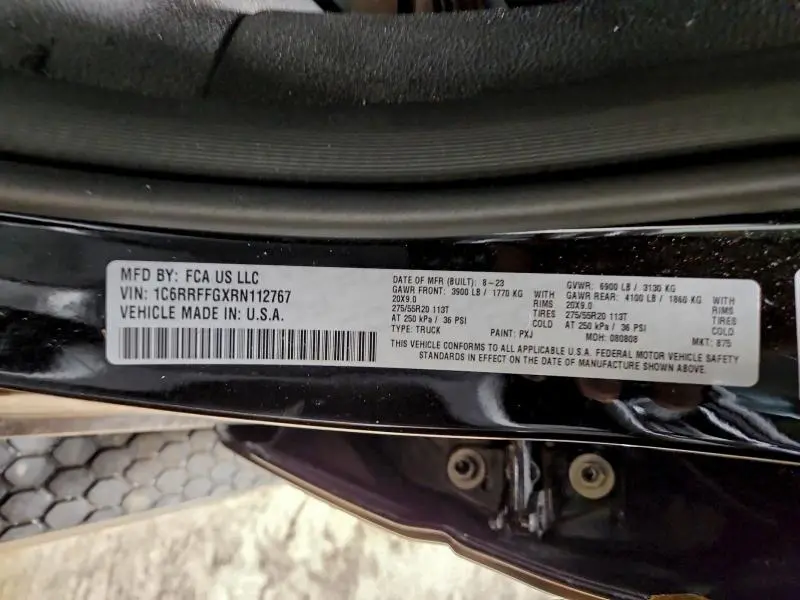 MFD BY: FCA US LLC
VIN: 1C6RRFFGXRN112767
VEHICLE MADE IN: U.S.A.
DATE OF MFR (BUILT): 8-23
GAWR FRONT: 3900 LB / 1770 KG WITH
20X9.0 RIMS
275/55R20 113T TIRES
AT 250 kPa / 36 PSI COLD
TYPE: TRUCK PAINT: PXJ
GVWR: 6900 LB / 3130 KG
GAWR REAR: 4100 LB / 1860 KG WITH
20X9.0 RIMS
275/55R20 113T TIRES
AT 250 kPa / 36 PSI COLD
MDH: 080808 MKT: 875
THIS VEHICLE CONFORMS TO ALL APPLICABLE U.S.A. FEDERAL MOTOR VEHICLE SAFETY
STANDARDS IN EFFECT ON THE DATE OF MANUFACTURE SHOWN ABOVE.